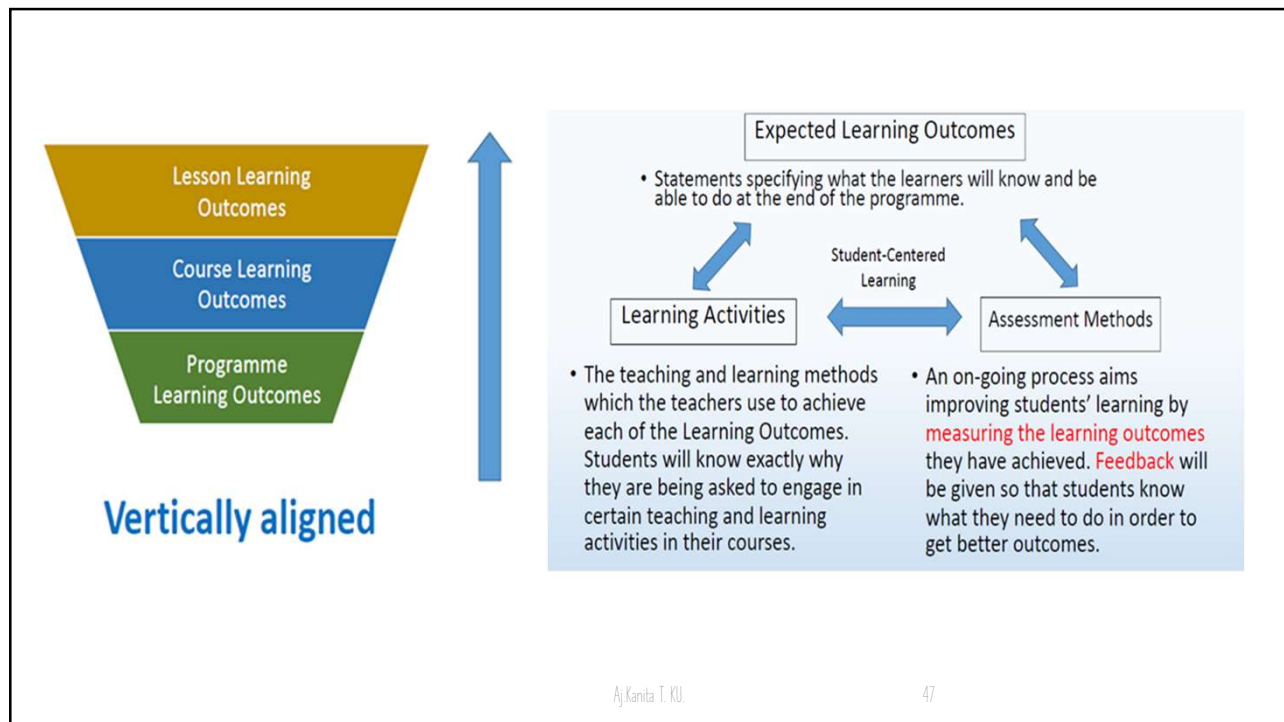 Lesson Learning
Outcomes
Course Learning
Outcomes
Programme
Learning Outcomes
Vertically aligned
Expected Learning Outcomes
• Statements specifying what the learners will know and be
able to do at the end of the programme.
Student-Centered
Learning
Learning Activities
Assessment Methods
• The teaching and learning methods
which the teachers use to achieve
each of the Learning Outcomes.
Students will know exactly why
they are being asked to engage in
certain teaching and learning
activities in their courses.
• An on-going process aims
improving students’ learning by
measuring the learning outcomes
they have achieved. Feedback will
be given so that students know
what they need to do in order to
get better outcomes.
Aj.Kanita T. KU.
47